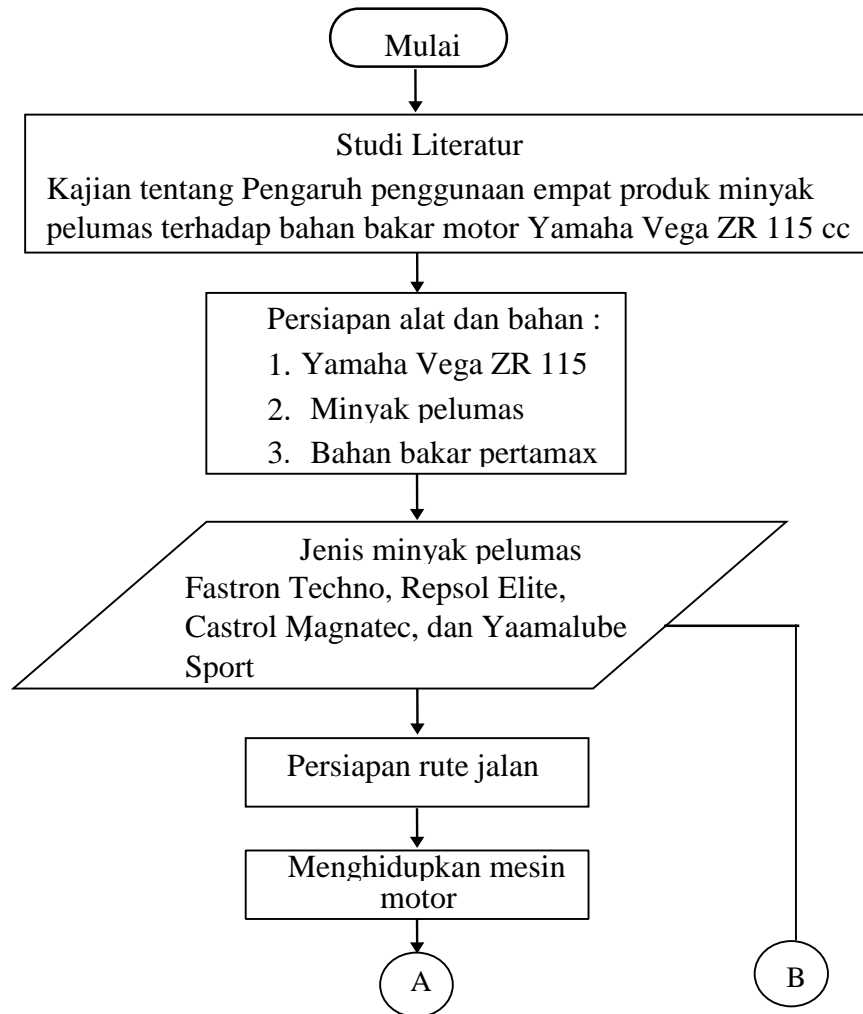 Mulai
Studi Literatur
Kajian tentang Pengaruh penggunaan empat produk minyak
pelumas terhadap bahan bakar motor Yamaha Vega ZR 115 cc
Persiapan alat dan bahan :
1. Yamaha Vega ZR 115
2. Minyak pelumas
3. Bahan bakar pertamax
Jenis minyak pelumas
Fastron Techno, Repsol Elite,
Castrol Magnatec, dan Yaamalube
Sport
Persiapan rute jalan
Menghidupkan mesin
motor
A
B